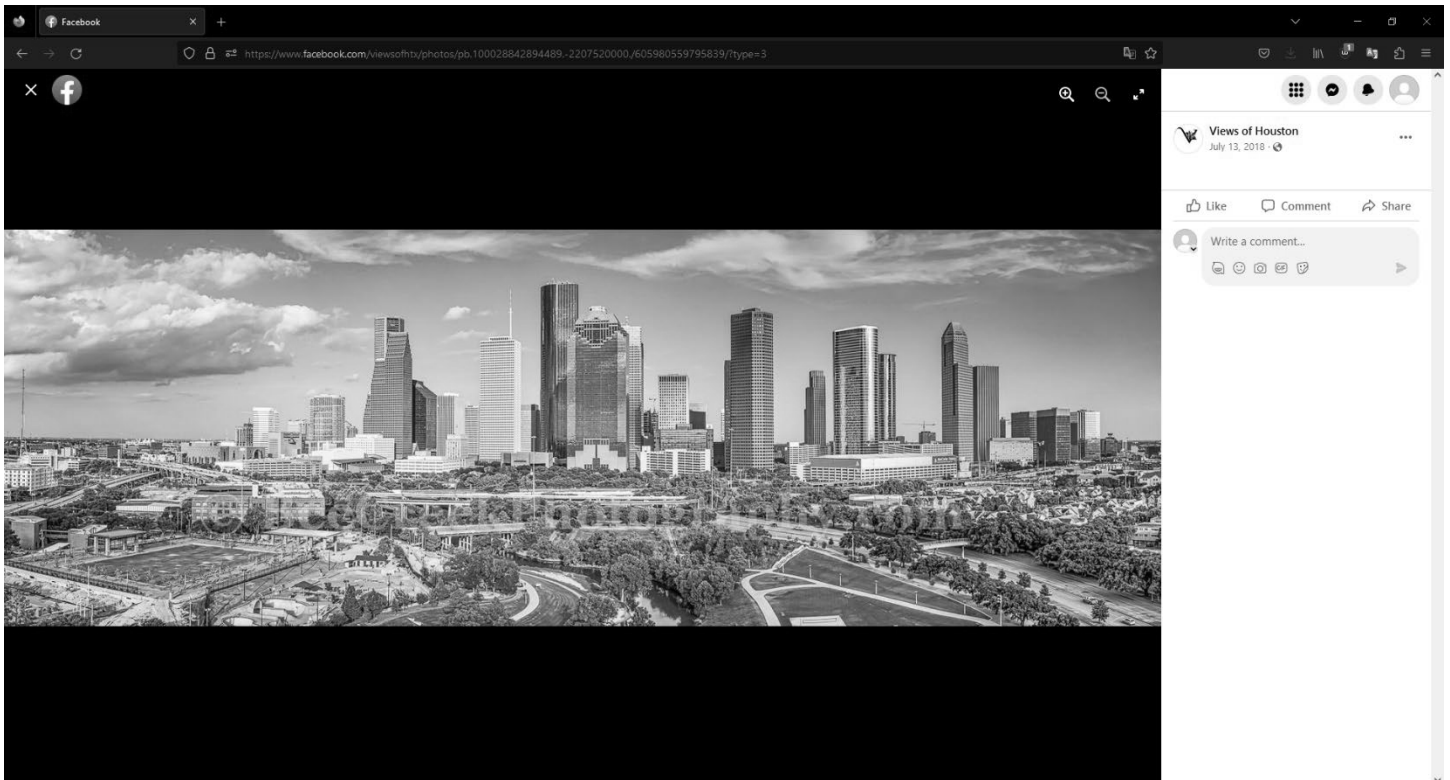 Facebook
https://www.facebook.com/viewsofhtx/photos/pb.100028842894489.-2207520000./605980559795839/?type=3
Views of Houston
July 13, 2018
Like
Comment
Share
Write a comment...
GIF